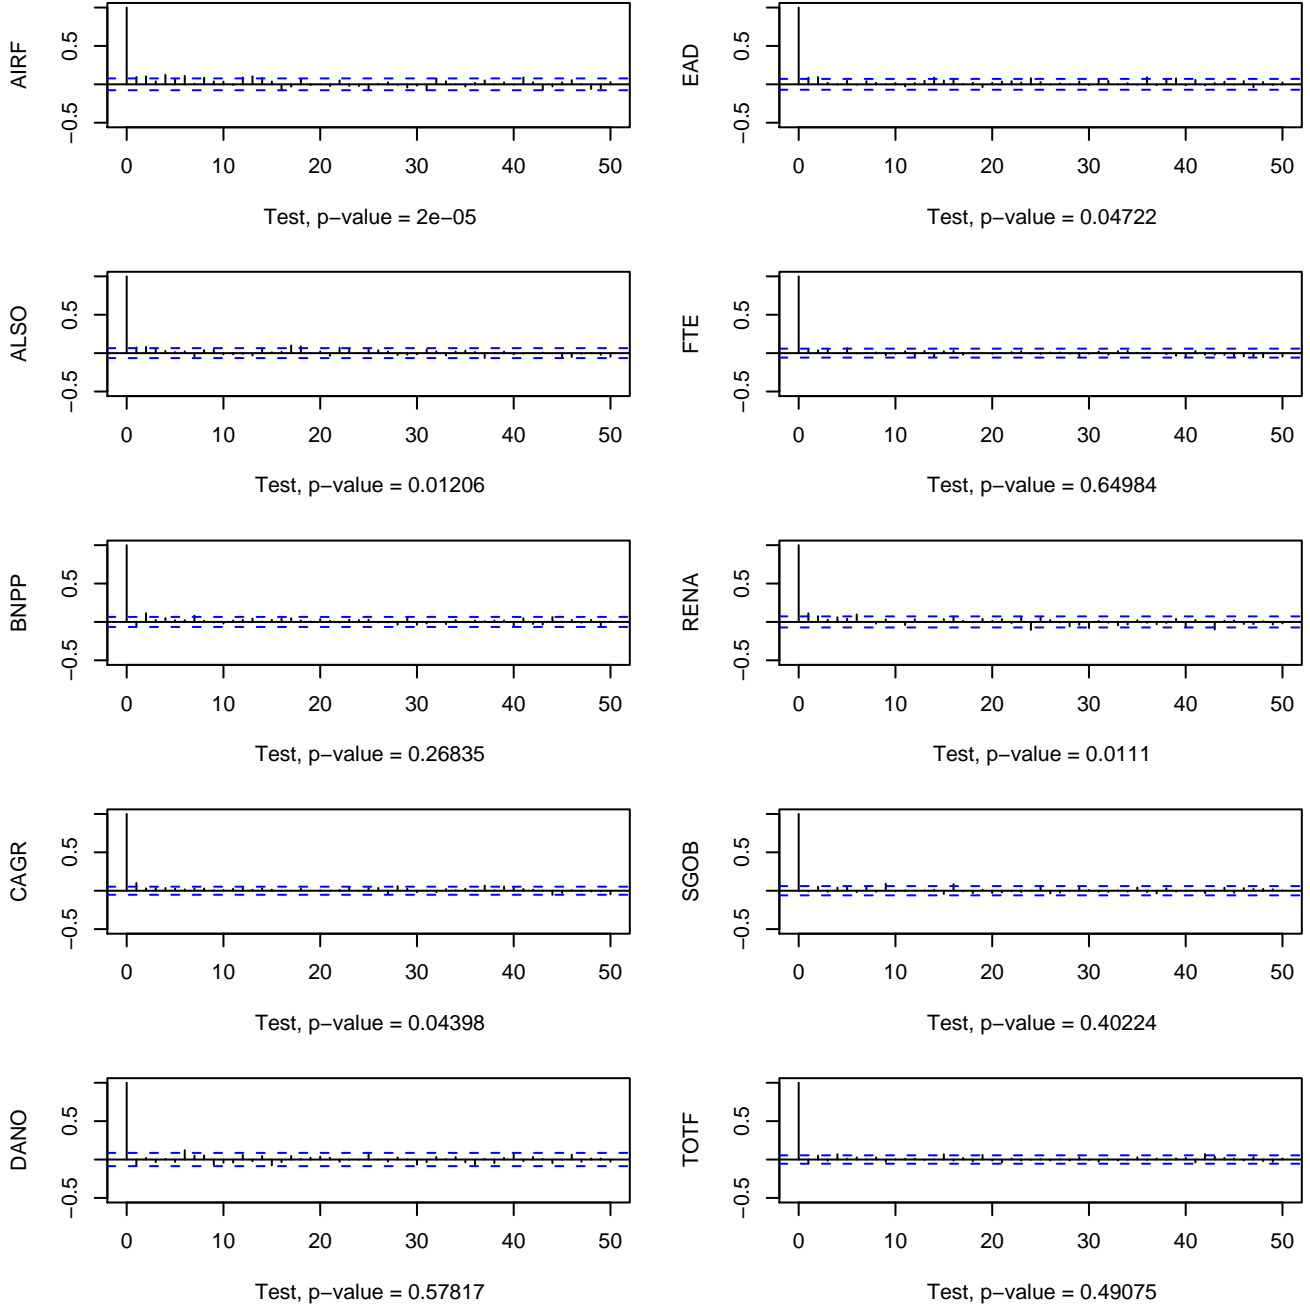 AIRF
0.5
−0.5
0 10 20 30 40 50
Test, p−value = 2e−05
EAD
0.5
−0.5
0 10 20 30 40 50
Test, p−value = 0.04722
ALSO
0.5
−0.5
0 10 20 30 40 50
Test, p−value = 0.01206
FTE
0.5
−0.5
0 10 20 30 40 50
Test, p−value = 0.64984
BNPP
0.5
−0.5
0 10 20 30 40 50
Test, p−value = 0.26835
RENA
0.5
−0.5
0 10 20 30 40 50
Test, p−value = 0.0111
CAGR
0.5
−0.5
0 10 20 30 40 50
Test, p−value = 0.04398
SGOB
0.5
−0.5
0 10 20 30 40 50
Test, p−value = 0.40224
DANO
0.5
−0.5
0 10 20 30 40 50
Test, p−value = 0.57817
TOTF
0.5
−0.5
0 10 20 30 40 50
Test, p−value = 0.49075